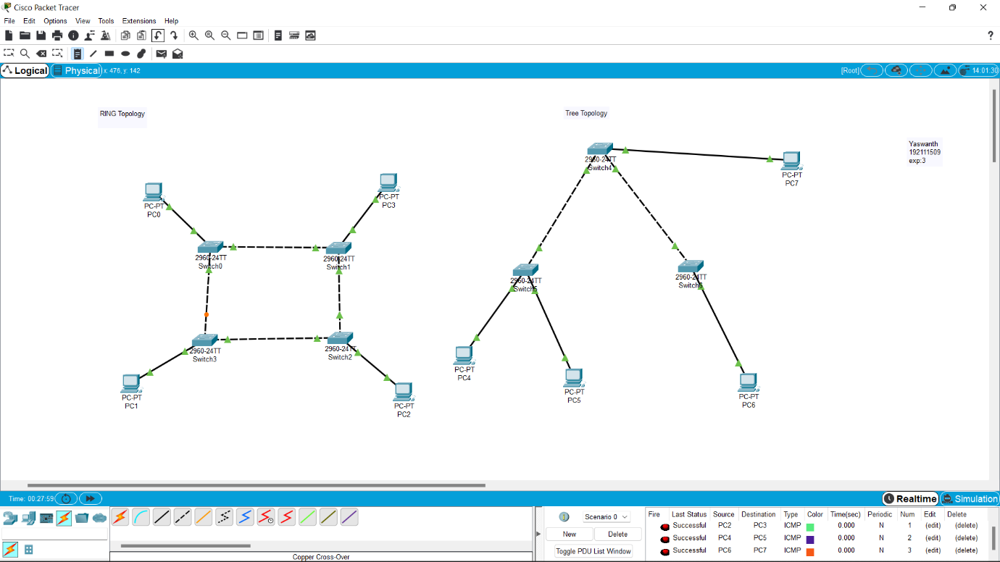 Cisco Packet Tracer
File Edit Options View Tools Extensions Help
?
Logical Physical x: 476, y: 142 [Root] 14:01:30
RING Topology
Tree Topology
Yaswanth
192111509
exp:3
2960-24TT
Switch4
PC-PT
PC7
PC-PT
PC0
PC-PT
PC3
2960-24TT
Switch0
2960-24TT
Switch1
2960-24TT
Switch5
2960-24TT
Switch6
2960-24TT
Switch3
2960-24TT
Switch2
PC-PT
PC4
PC-PT
PC5
PC-PT
PC6
PC-PT
PC1
PC-PT
PC2
Time: 00:27:59 Realtime Simulation
Scenario 0
New Delete
Toggle PDU List Window
Fire Last Status Source Destination Type Color Time(sec) Periodic Num Edit Delete
Successful PC2 PC3 ICMP 0.000 N 1 (edit) (delete)
Successful PC4 PC5 ICMP 0.000 N 2 (edit) (delete)
Successful PC6 PC7 ICMP 0.000 N 3 (edit) (delete)
Copper Cross-Over